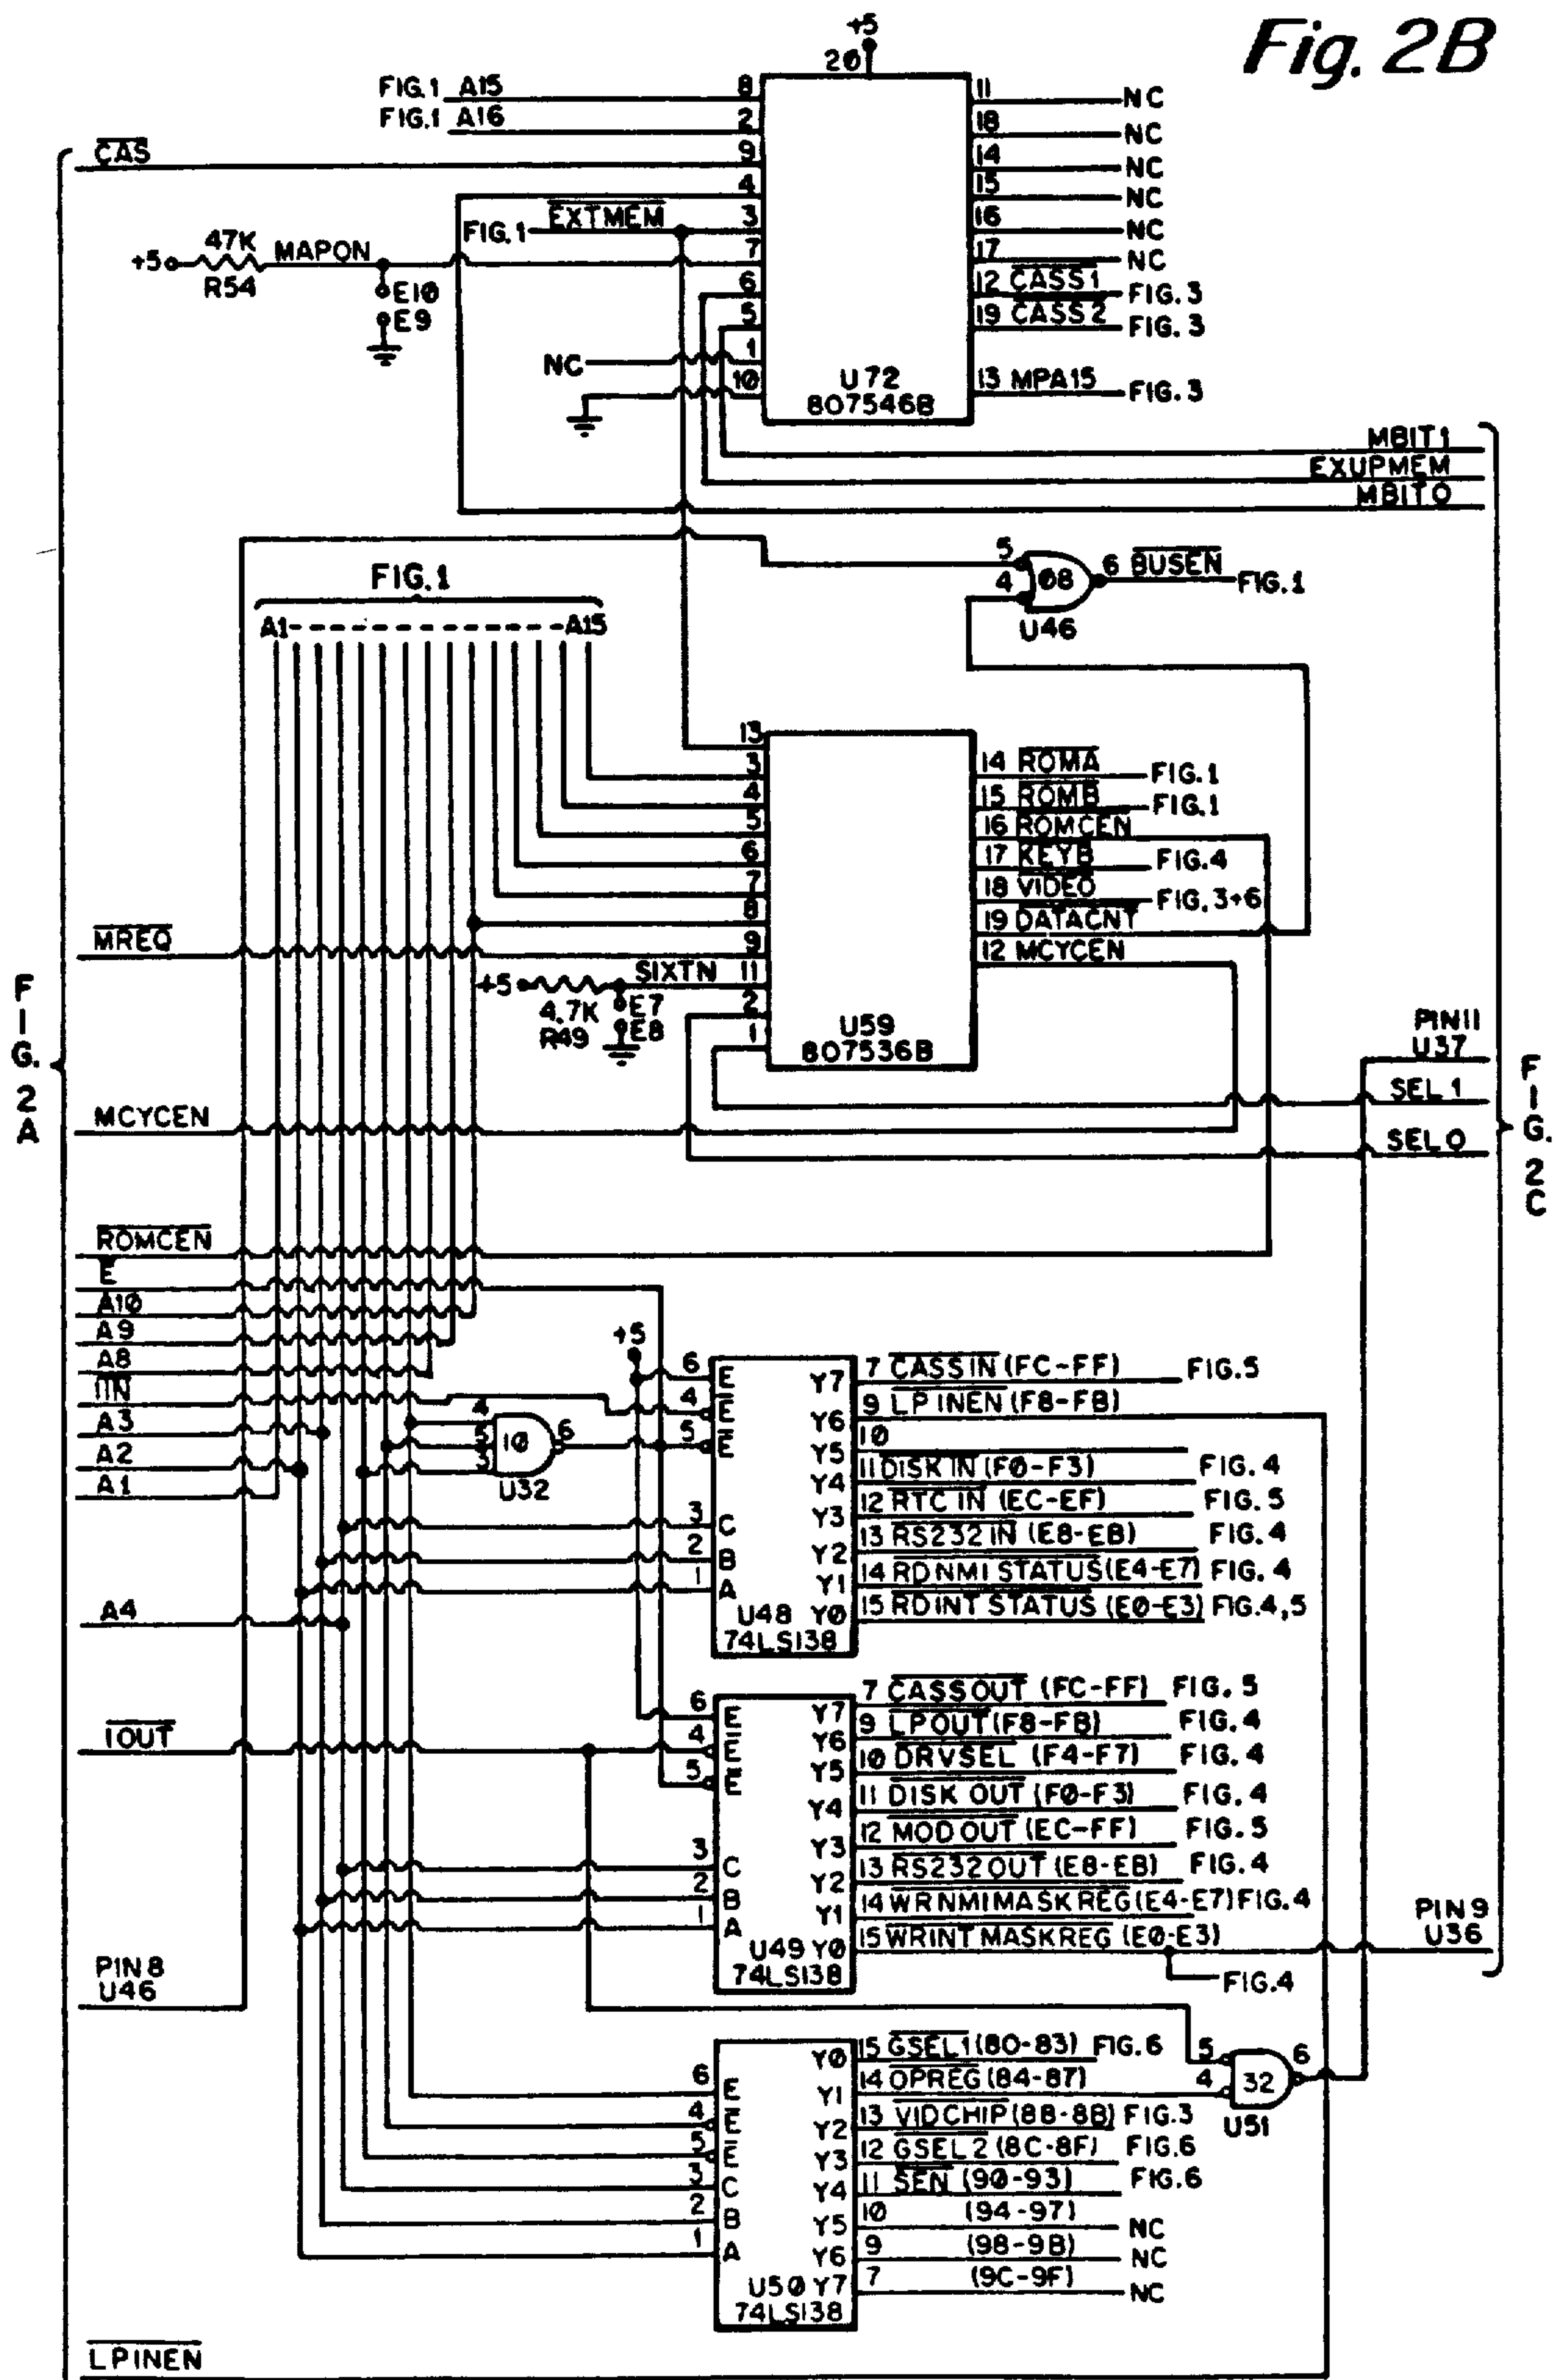 Fig. 2B
+5
20
FIG.1 A15 8
FIG.1 A16 2
CAS 9
4
FIG.1 EXTMEM 3
+5 47K MAPON 7
R54
E10
E9
6
5
NC 1
10
U72
807546B
11 NC
18 NC
14 NC
15 NC
16 NC
17 NC
12 CASS1 FIG. 3
19 CASS2 FIG. 3
13 MPA15 FIG. 3
MBIT1
EXUPMEM
MBIT0
FIG.1
A1--------------A15
5
4
08
6 BUSEN FIG.1
U46
13
3
4
5
6
7
8
MREQ 9
+5 SIXTN 11
4.7K
R49
E7
E8
2
1
U59
807536B
14 ROMA FIG.1
15 ROMB FIG.1
16 ROMCEN
17 KEYB FIG.4
18 VIDEO FIG.3+6
19 DATACNT
12 MCYCEN
FIG. 2A
PIN11
U37
SEL 1
SEL 0
FIG. 2C
MCYCEN
ROMCEN
E
A10
A9
A8
IIN
A3
A2
A1
+5
4
5
3
10
6
U32
6 E
4 E
5 E
3 C
2 B
1 A
U48
74LS138
Y7 7 CASSIN (FC-FF) FIG.5
Y6 9 LPINEN (F8-FB)
Y5 10
Y4 11 DISK IN (F0-F3) FIG. 4
Y3 12 RTC IN (EC-EF) FIG. 5
Y2 13 RS232 IN (E8-EB) FIG. 4
Y1 14 RDNMI STATUS(E4-E7) FIG. 4
Y0 15 RDINT STATUS (E0-E3) FIG.4,5
A4
IOUT
6 E
4 E
5 E
3 C
2 B
1 A
U49
74LS138
Y7 7 CASSOUT (FC-FF) FIG. 5
Y6 9 LPOUT(F8-FB) FIG. 4
Y5 10 DRVSEL (F4-F7) FIG. 4
Y4 11 DISK OUT (F0-F3) FIG. 4
Y3 12 MOD OUT (EC-FF) FIG. 5
Y2 13 RS232 OUT (E8-EB) FIG. 4
Y1 14 WRNMIMASK REG(E4-E7)FIG.4
Y0 15 WRINT MASKREG (E0-E3)
PIN 9
U36
FIG.4
PIN 8
U46
6 E
4 E
5 E
3 C
2 B
1 A
U50
74LS138
Y0 15 GSEL1(80-83) FIG.6
Y1 14 OPREG(84-87)
Y2 13 VIDCHIP(88-8B) FIG.3
Y3 12 GSEL2 (8C-8F) FIG.6
Y4 11 SEN (90-93) FIG.6
Y5 10 (94-97) NC
Y6 9 (98-9B) NC
Y7 7 (9C-9F) NC
5
4
32
6
U51
LPINEN